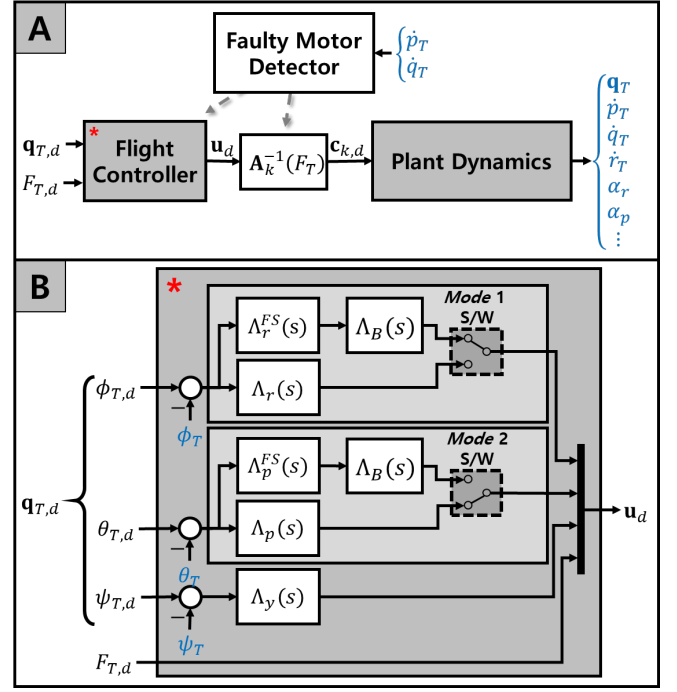 A
Faulty Motor
Detector
ṗ_T
q̇_T
q_{T,d}
F_{T,d}
*
Flight
Controller
u_d
A_k^{-1}(F_T)
c_{k,d}
Plant Dynamics
q_T
ṗ_T
q̇_T
ṙ_T
α_r
α_p
⋮
B
*
Mode 1
S/W
Λ_r^{FS}(s)
Λ_B(s)
Λ_r(s)
ϕ_{T,d}
−
ϕ_T
Mode 2
S/W
Λ_p^{FS}(s)
Λ_B(s)
Λ_p(s)
q_{T,d}
θ_{T,d}
−
θ_T
u_d
ψ_{T,d}
Λ_y(s)
−
ψ_T
F_{T,d}